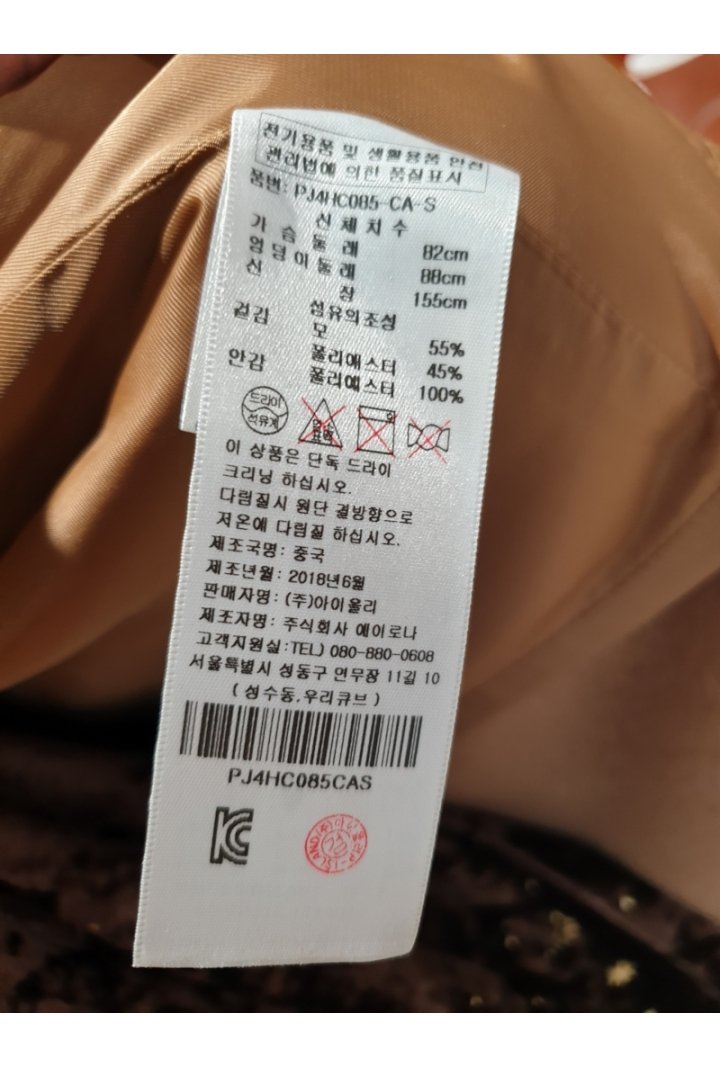 전기용품 및 생활용품 안전
관리법에 의한 품질표시
품번: PJ4HC085-CA-S
신체치수
가슴둘레 82cm
엉덩이둘레 88cm
신장 155cm
섬유의조성
겉감 모 55%
폴리에스터 45%
안감 폴리에스터 100%
드라이
석유계
이 상품은 단독 드라이
크리닝 하십시오.
다림질시 원단 결방향으로
저온에 다림질 하십시오.
제조국명: 중국
제조년월: 2018년6월
판매자명: (주)아이올리
제조자명: 주식회사 에이로나
고객지원실:TEL) 080-880-0608
서울특별시 성동구 연무장 11길 10
(성수동,우리큐브)
PJ4HC085CAS